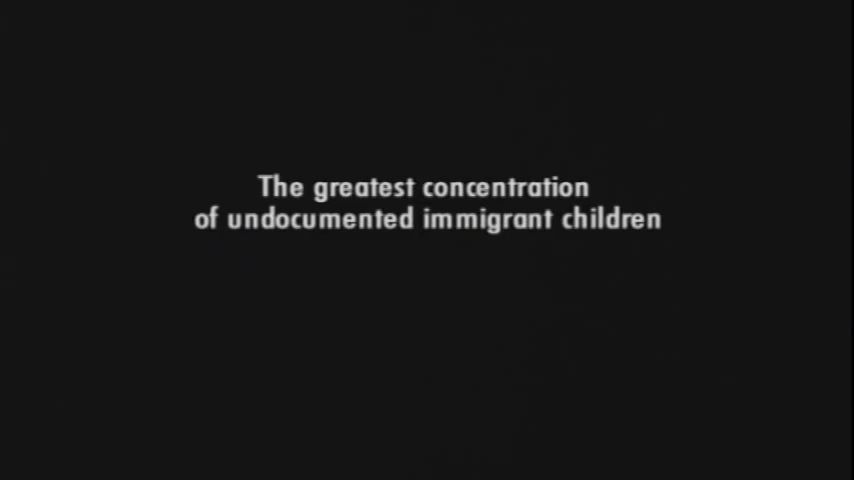 The greatest concentration
of undocumented immigrant children